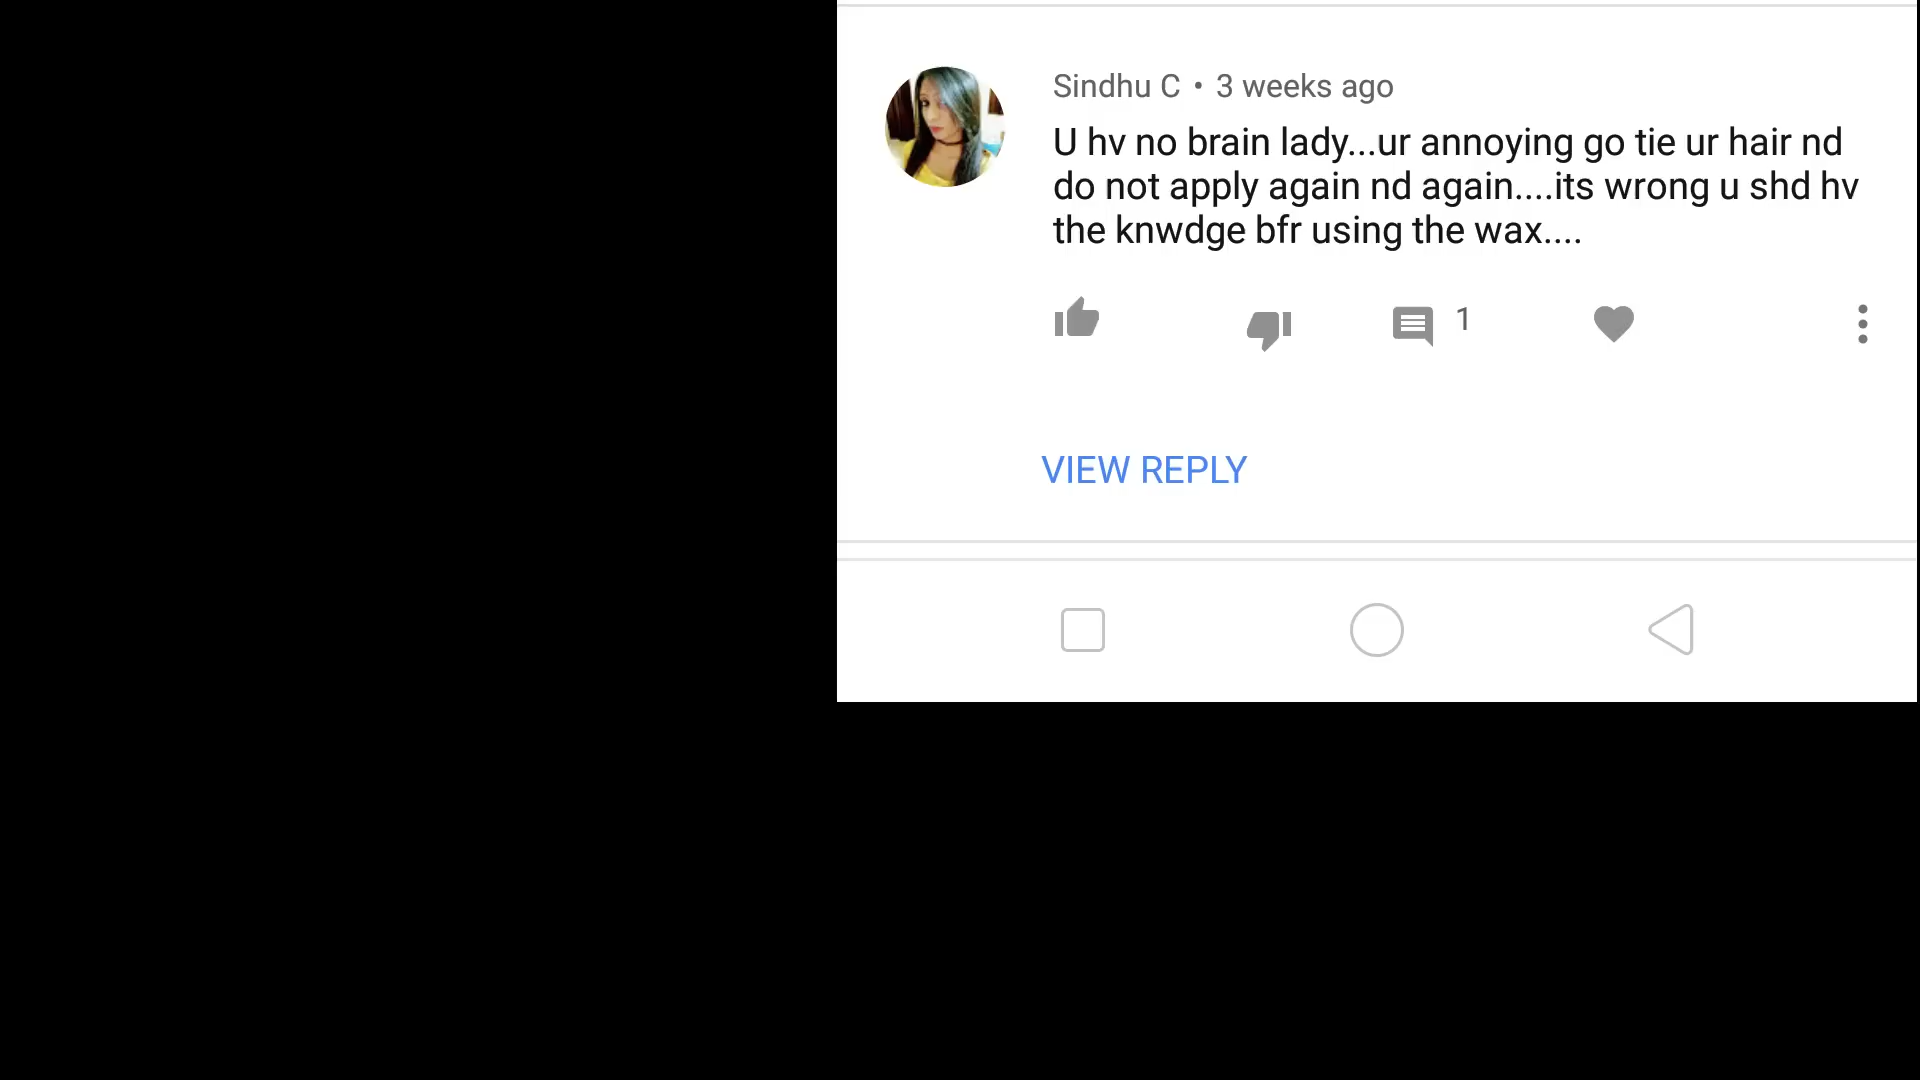 Sindhu C • 3 weeks ago
U hv no brain lady...ur annoying go tie ur hair nd
do not apply again nd again....its wrong u shd hv
the knwdge bfr using the wax....
1
VIEW REPLY